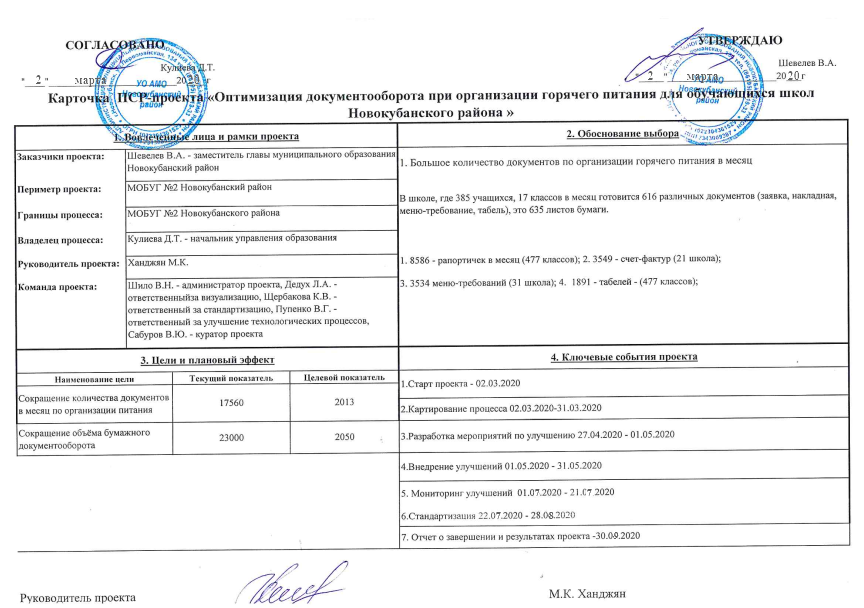 СОГЛАСОВАНО
Кулиева Д.Т.
" 2 " марта 2020
УТВЕРЖДАЮ
Шевелев В.А.
" 2 " марта 2020г
УО АМО
Новокубанский
район
УО АМО
Новокубанский
район
Карточка ПСР-проекта «Оптимизация документооборота при организации горячего питания для обучающихся школ
Новокубанского района »
1. Вовлеченные лица и рамки проекта
Заказчики проекта: Шевелев В.А. - заместитель главы муниципального образования
Новокубанский район
Периметр проекта: МОБУГ №2 Новокубанский район
Границы процесса: МОБУГ №2 Новокубанского района
Владелец процесса: Кулиева Д.Т. - начальник управления образования
Руководитель проекта: Ханджян М.К.
Команда проекта: Шило В.Н. - администратор проекта, Дедух Л.А. -
ответственныйза визуализацию, Щербакова К.В. -
ответственный за стандартизацию, Пупенко В.Г. -
ответственный за улучшение технологических процессов,
Сабуров В.Ю. - куратор проекта
2. Обоснование выбора
1. Большое количество документов по организации горячего питания в месяц
В школе, где 385 учащихся, 17 классов в месяц готовится 616 различных документов (заявка, накладная,
меню-требование, табель), это 635 листов бумаги.
1. 8586 - рапортичек в месяц (477 классов); 2. 3549 - счет-фактур (21 школа);
3. 3534 меню-требований (31 школа); 4. 1891 - табелей - (477 классов);
3. Цели и плановый эффект
Наименование цели Текущий показатель Целевой показатель
Сокращение количества документов
в месяц по организации питания 17560 2013
Сокращение объёма бумажного
документооборота 23000 2050
4. Ключевые события проекта
1.Старт проекта - 02.03.2020
2.Картирование процесса 02.03.2020-31.03.2020
3.Разработка мероприятий по улучшению 27.04.2020 - 01.05.2020
4.Внедрение улучшений 01.05.2020 - 31.05.2020
5. Мониторинг улучшений 01.07.2020 - 21.07.2020
6.Стандартизация 22.07.2020 - 28.08.2020
7. Отчет о завершении и результатах проекта -30.09.2020
Руководитель проекта М.К. Ханджян